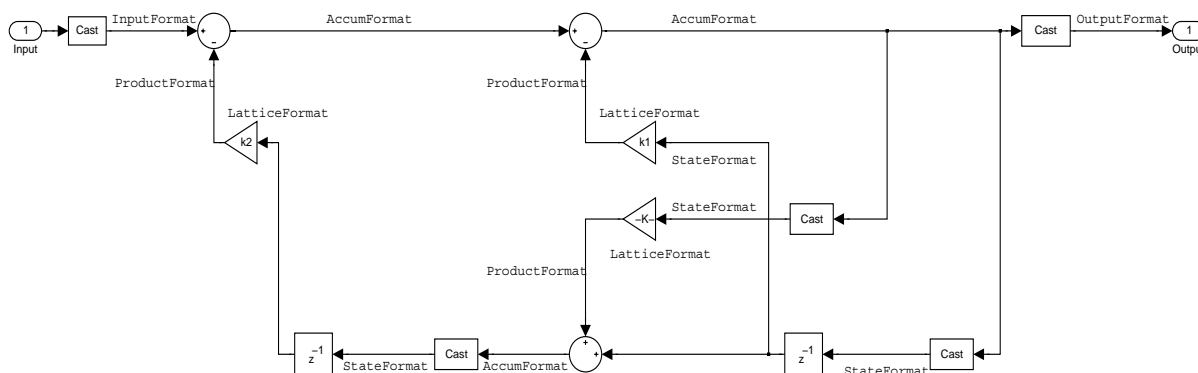 InputFormat
AccumFormat
AccumFormat
OutputFormat
1
Cast
+
−
+
−
Cast
1
Input
Output
ProductFormat
ProductFormat
LatticeFormat
LatticeFormat
k2
k1
StateFormat
StateFormat
−K−
Cast
LatticeFormat
ProductFormat
+
+
z−1
Cast
z−1
Cast
StateFormat
AccumFormat
StateFormat